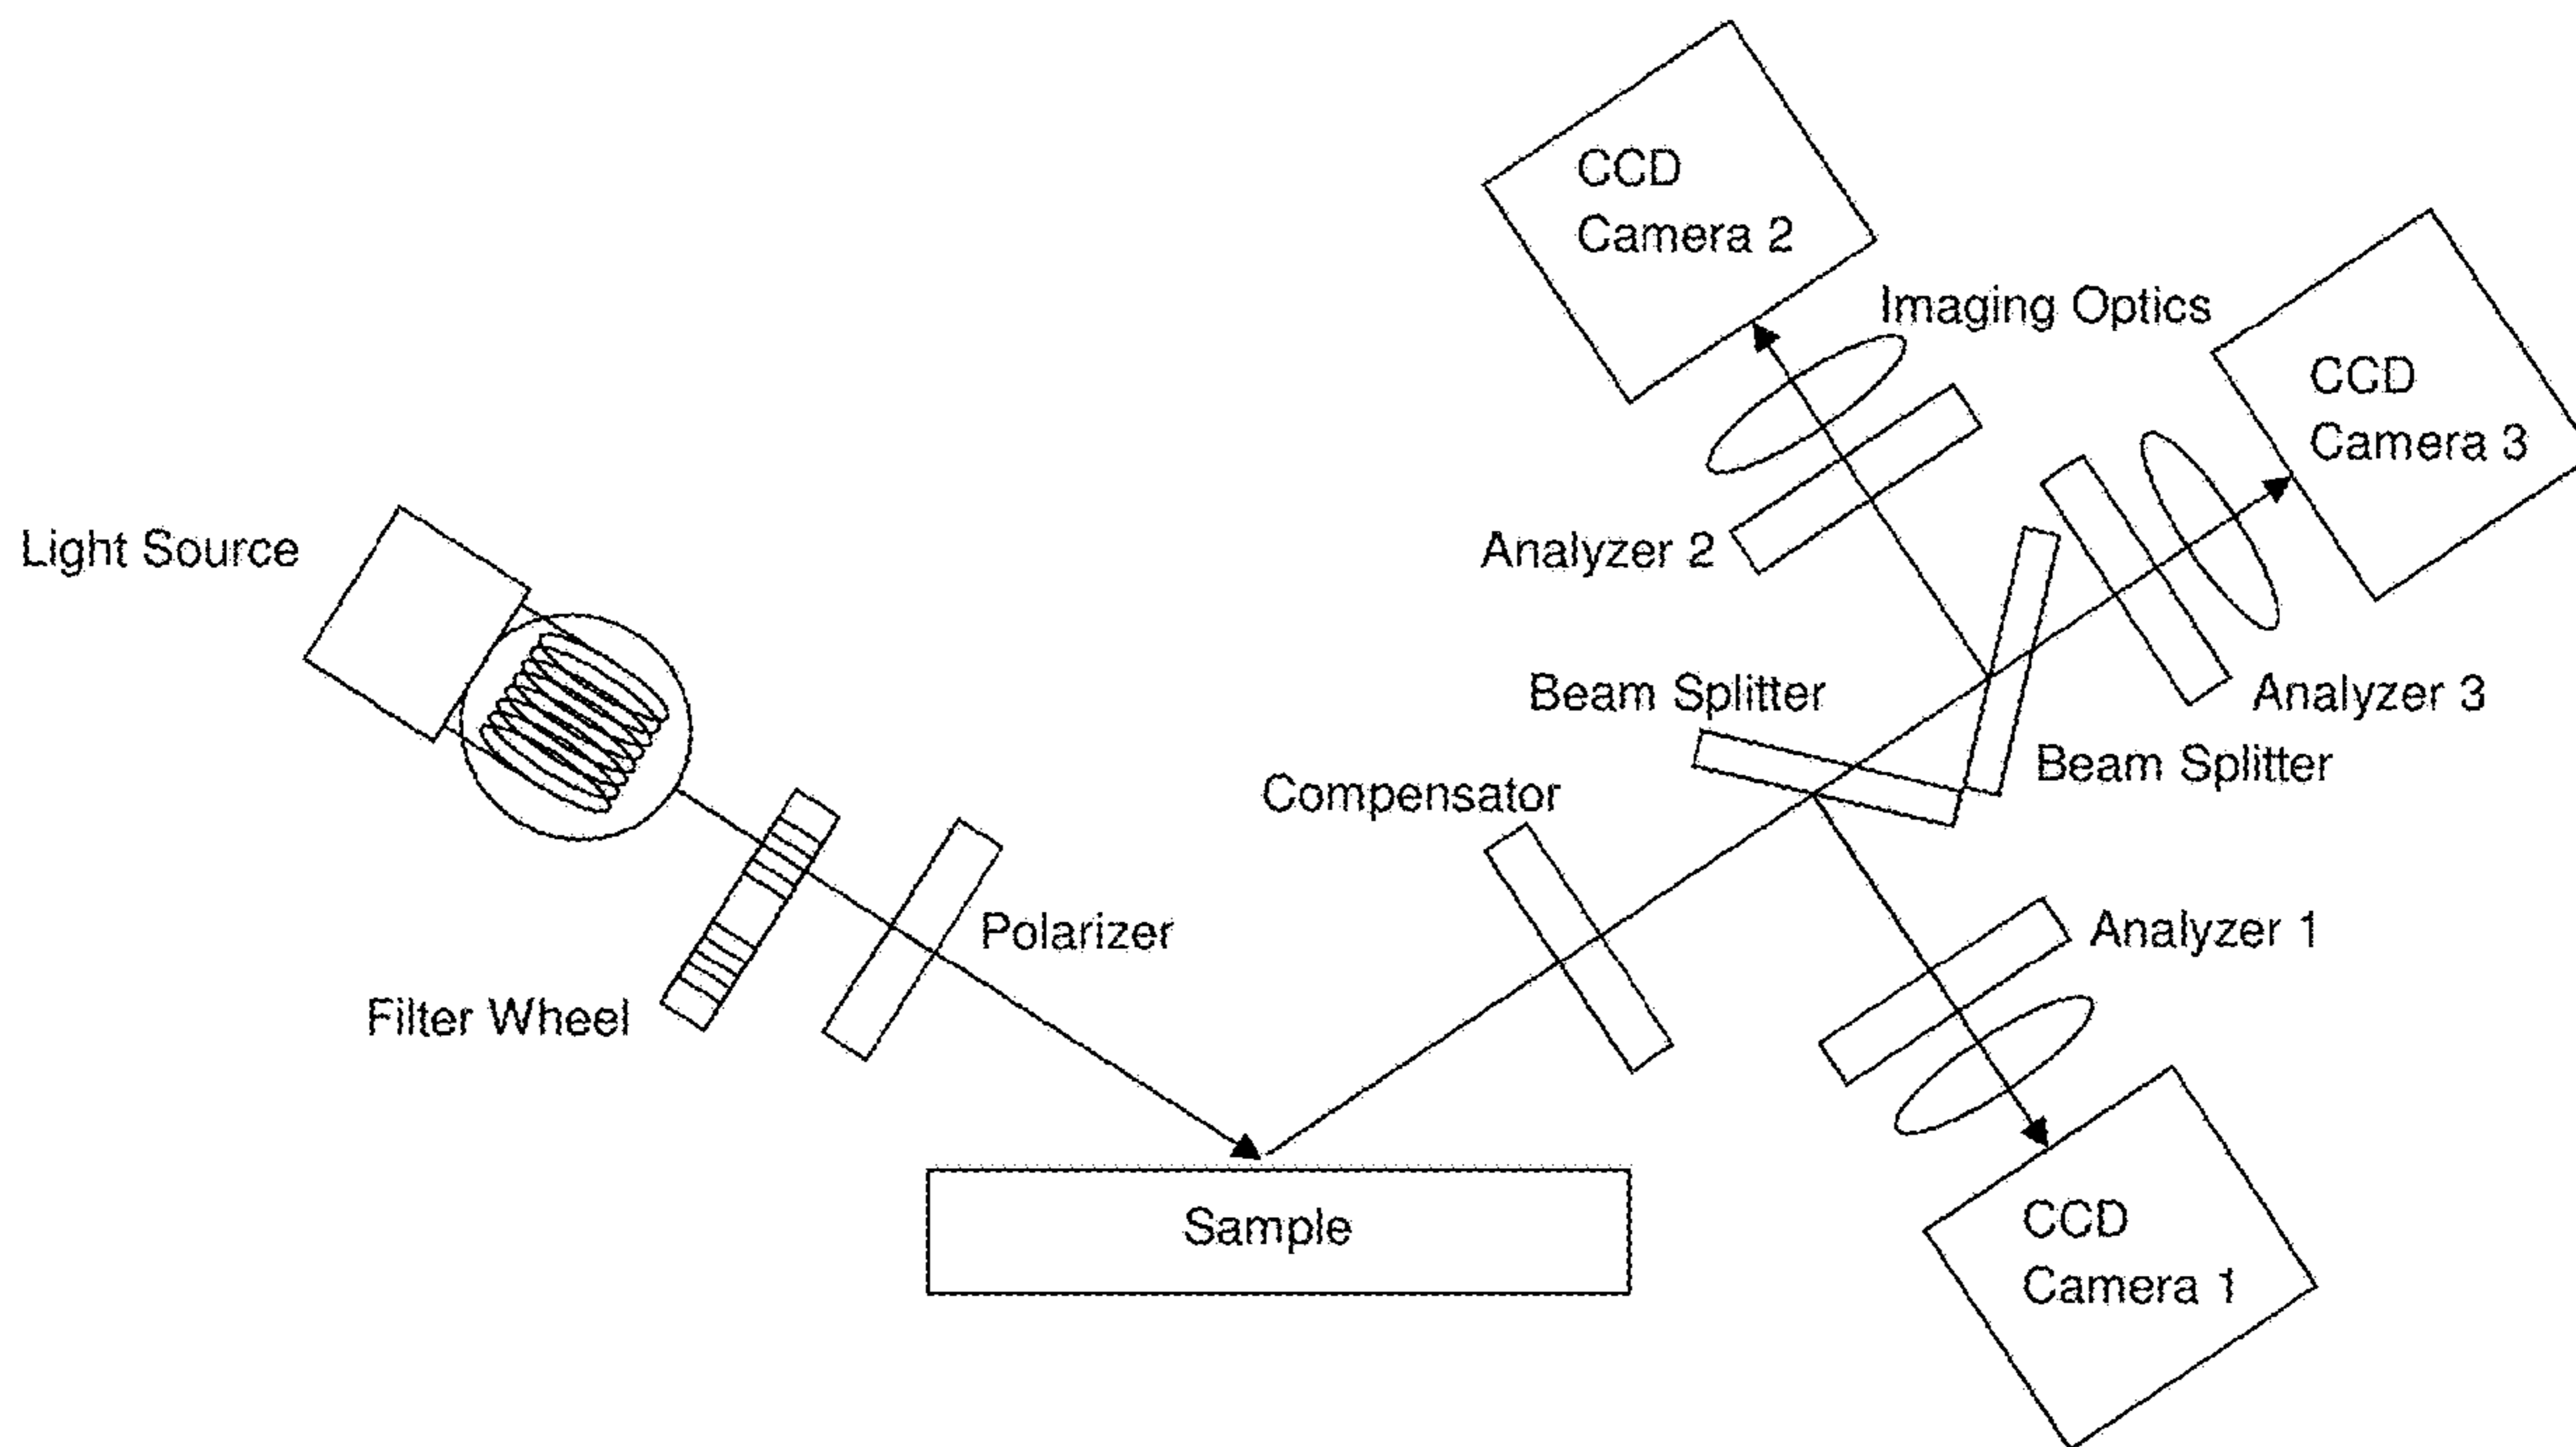 CCD
Camera 2
Imaging Optics
CCD
Camera 3
Light Source
Analyzer 2
Beam Splitter
Analyzer 3
Beam Splitter
Compensator
Polarizer
Analyzer 1
Filter Wheel
Sample
CCD
Camera 1